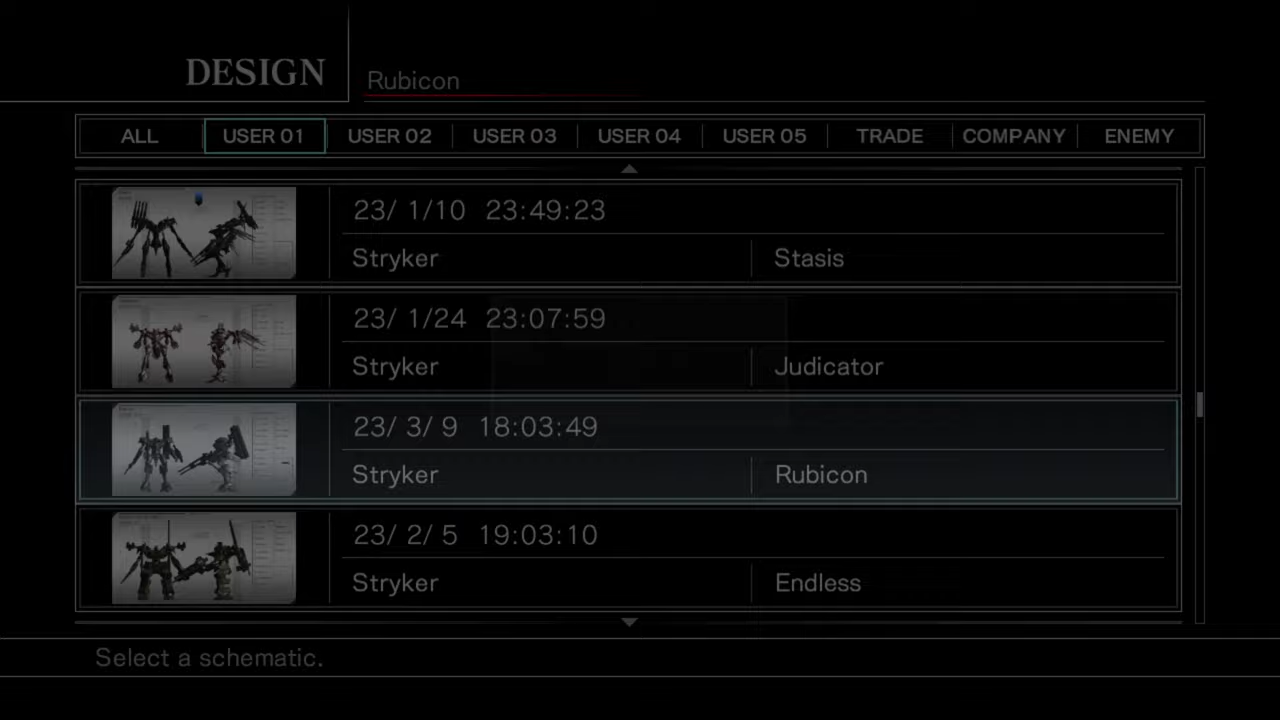 DESIGN
Rubicon
ALL USER 01 USER 02 USER 03 USER 04 USER 05 TRADE COMPANY ENEMY
23/ 1/10 23:49:23
Stryker Stasis
23/ 1/24 23:07:59
Stryker Judicator
23/ 3/ 9 18:03:49
Stryker Rubicon
23/ 2/ 5 19:03:10
Stryker Endless
Select a schematic.